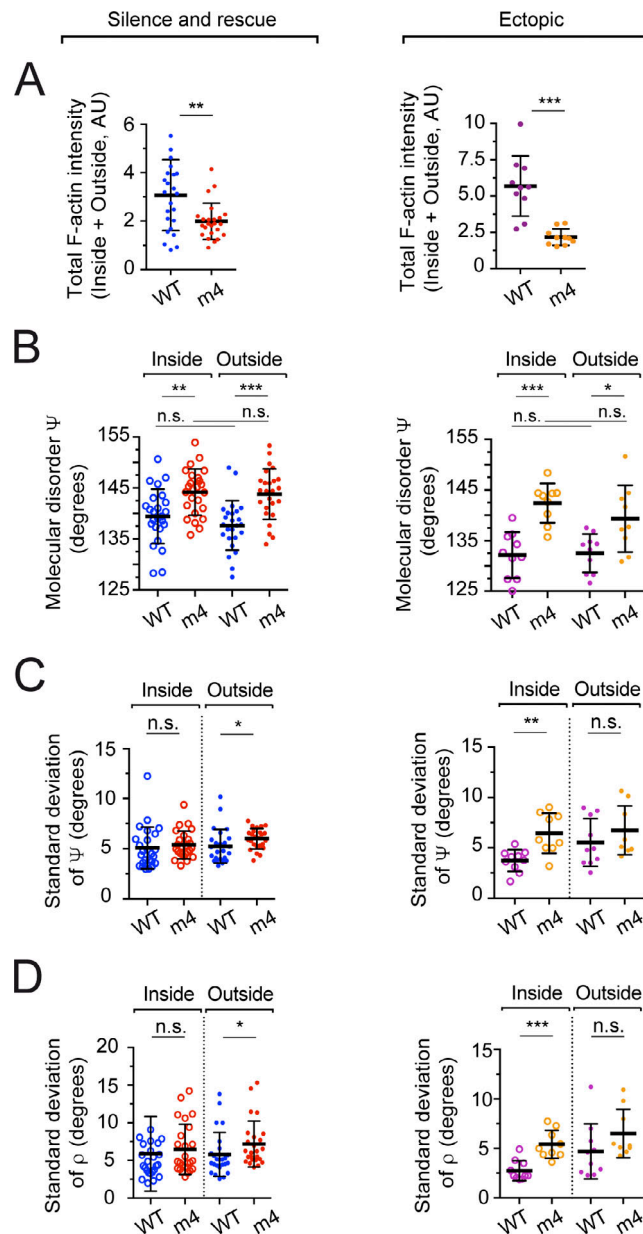 Silence and rescue
Ectopic
A
Total F-actin intensity
(Inside + Outside, AU)
**
6
4
2
0
WT
m4
Total F-actin intensity
(Inside + Outside, AU)
***
10
7.5
5.0
2.5
0
WT
m4
B
Inside
Outside
**
***
n.s.
n.s.
Molecular disorder Ψ
(degrees)
155
145
135
125
WT
m4
WT
m4
Inside
Outside
***
*
n.s.
n.s.
Molecular disorder Ψ
(degrees)
155
145
135
125
WT
m4
WT
m4
C
Inside
Outside
n.s.
*
Standard deviation
of Ψ (degrees)
15
10
5
0
WT
m4
WT
m4
Inside
Outside
**
n.s.
Standard deviation
of Ψ (degrees)
15
10
5
0
WT
m4
WT
m4
D
Inside
Outside
n.s.
*
Standard deviation
of ρ (degrees)
20
15
10
5
0
WT
m4
WT
m4
Inside
Outside
***
n.s.
Standard deviation
of ρ (degrees)
15
10
5
0
WT
m4
WT
m4